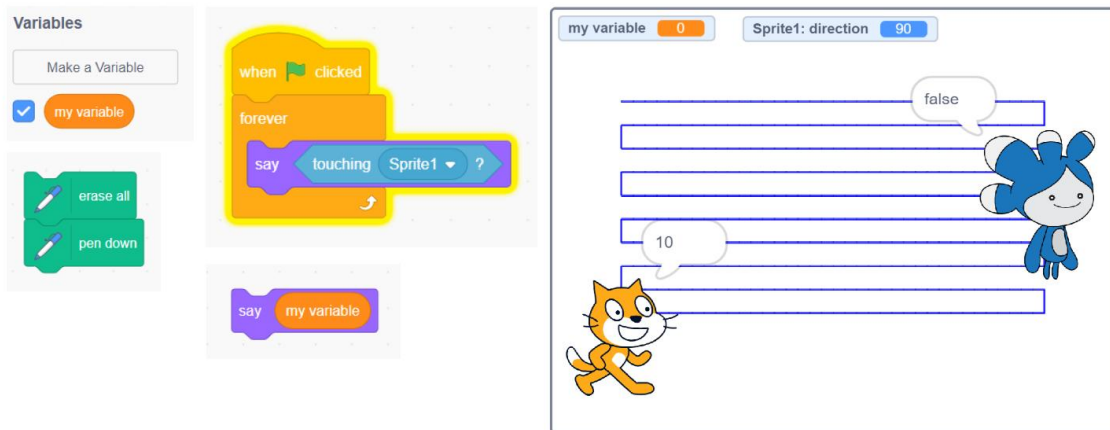 Variables
Make a Variable
my variable
erase all
pen down
when clicked
forever
say touching Sprite1 ?
say my variable
my variable 0
Sprite1: direction 90
false
10